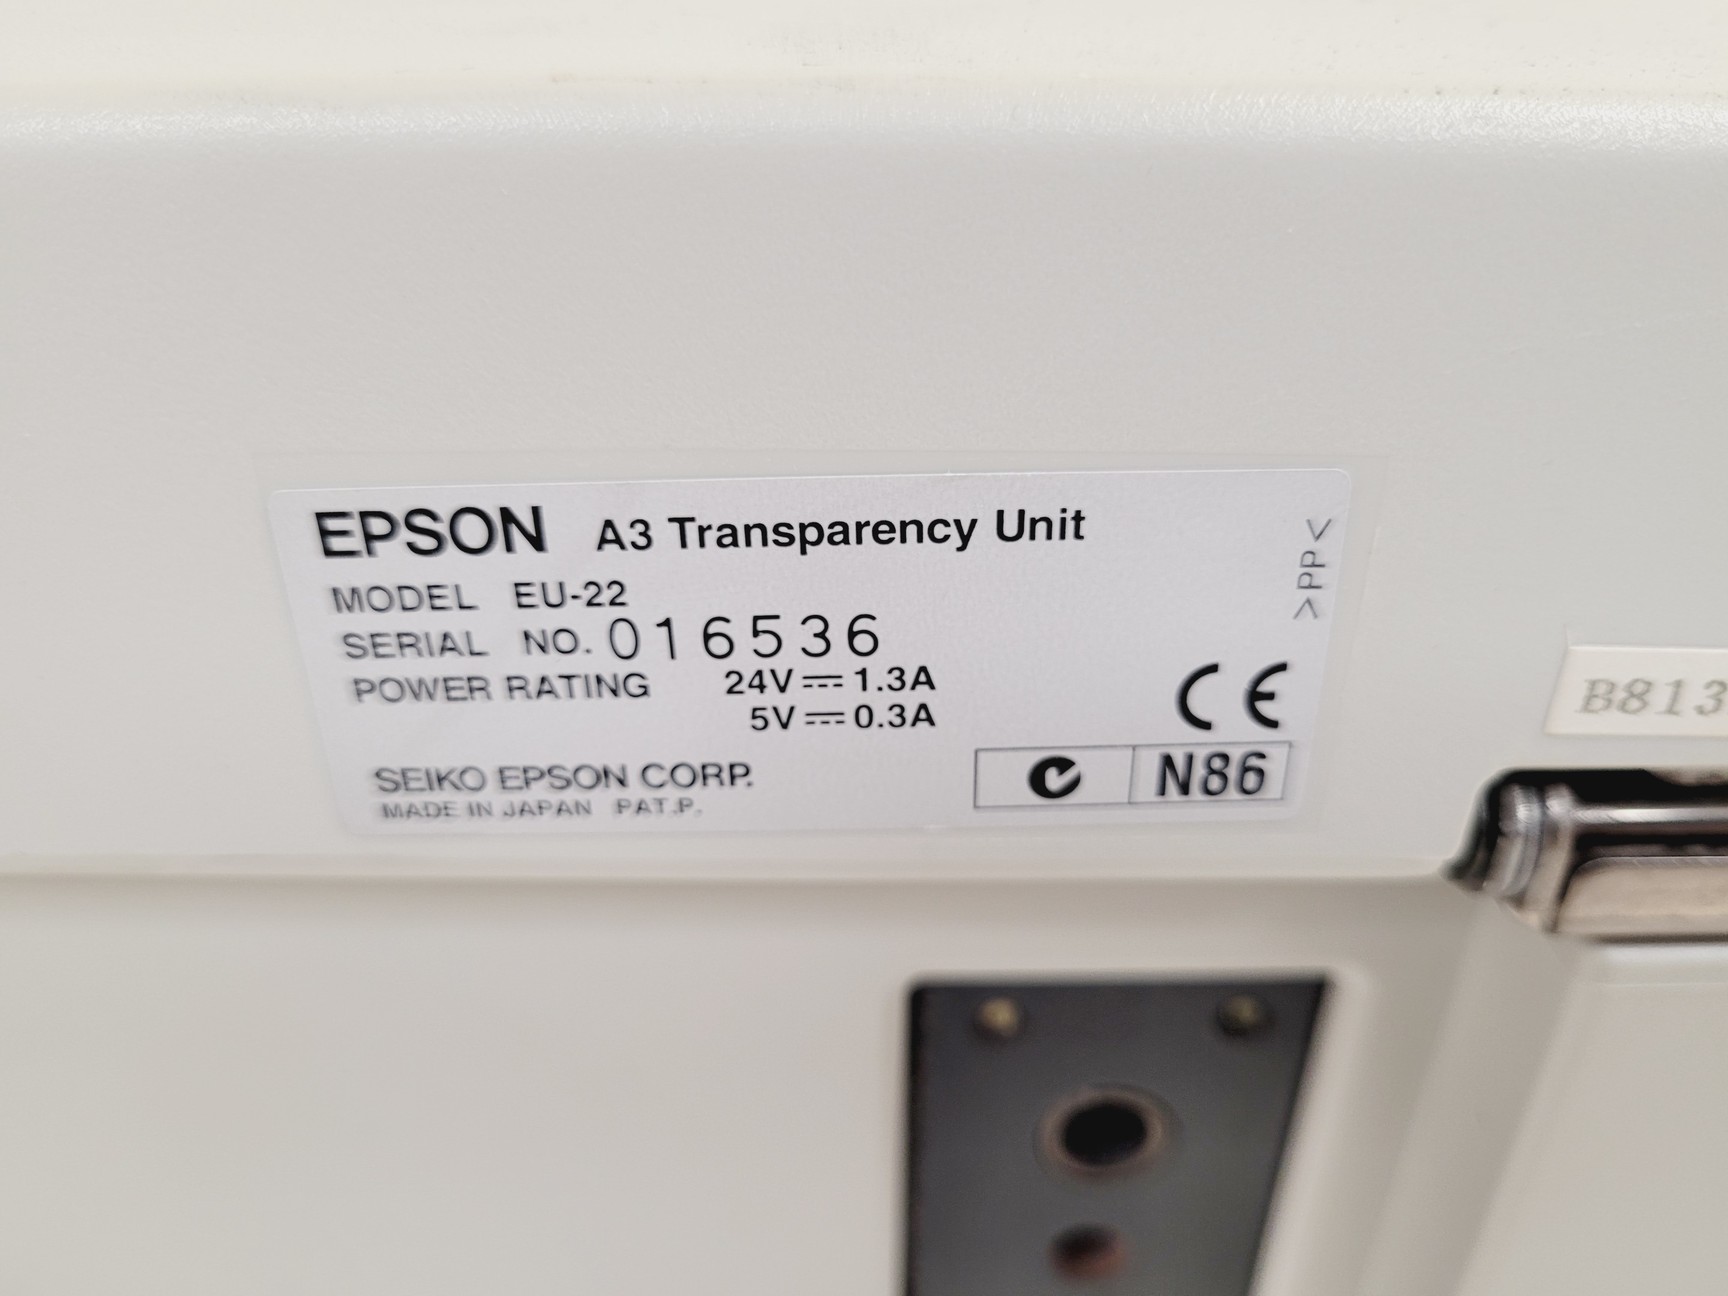 EPSON A3 Transparency Unit
MODEL EU-22
SERIAL NO. 016536
POWER RATING 24V ⎓ 1.3A
5V ⎓ 0.3A
SEIKO EPSON CORP.
MADE IN JAPAN PAT.P.
>PP<
CE
N86
B813